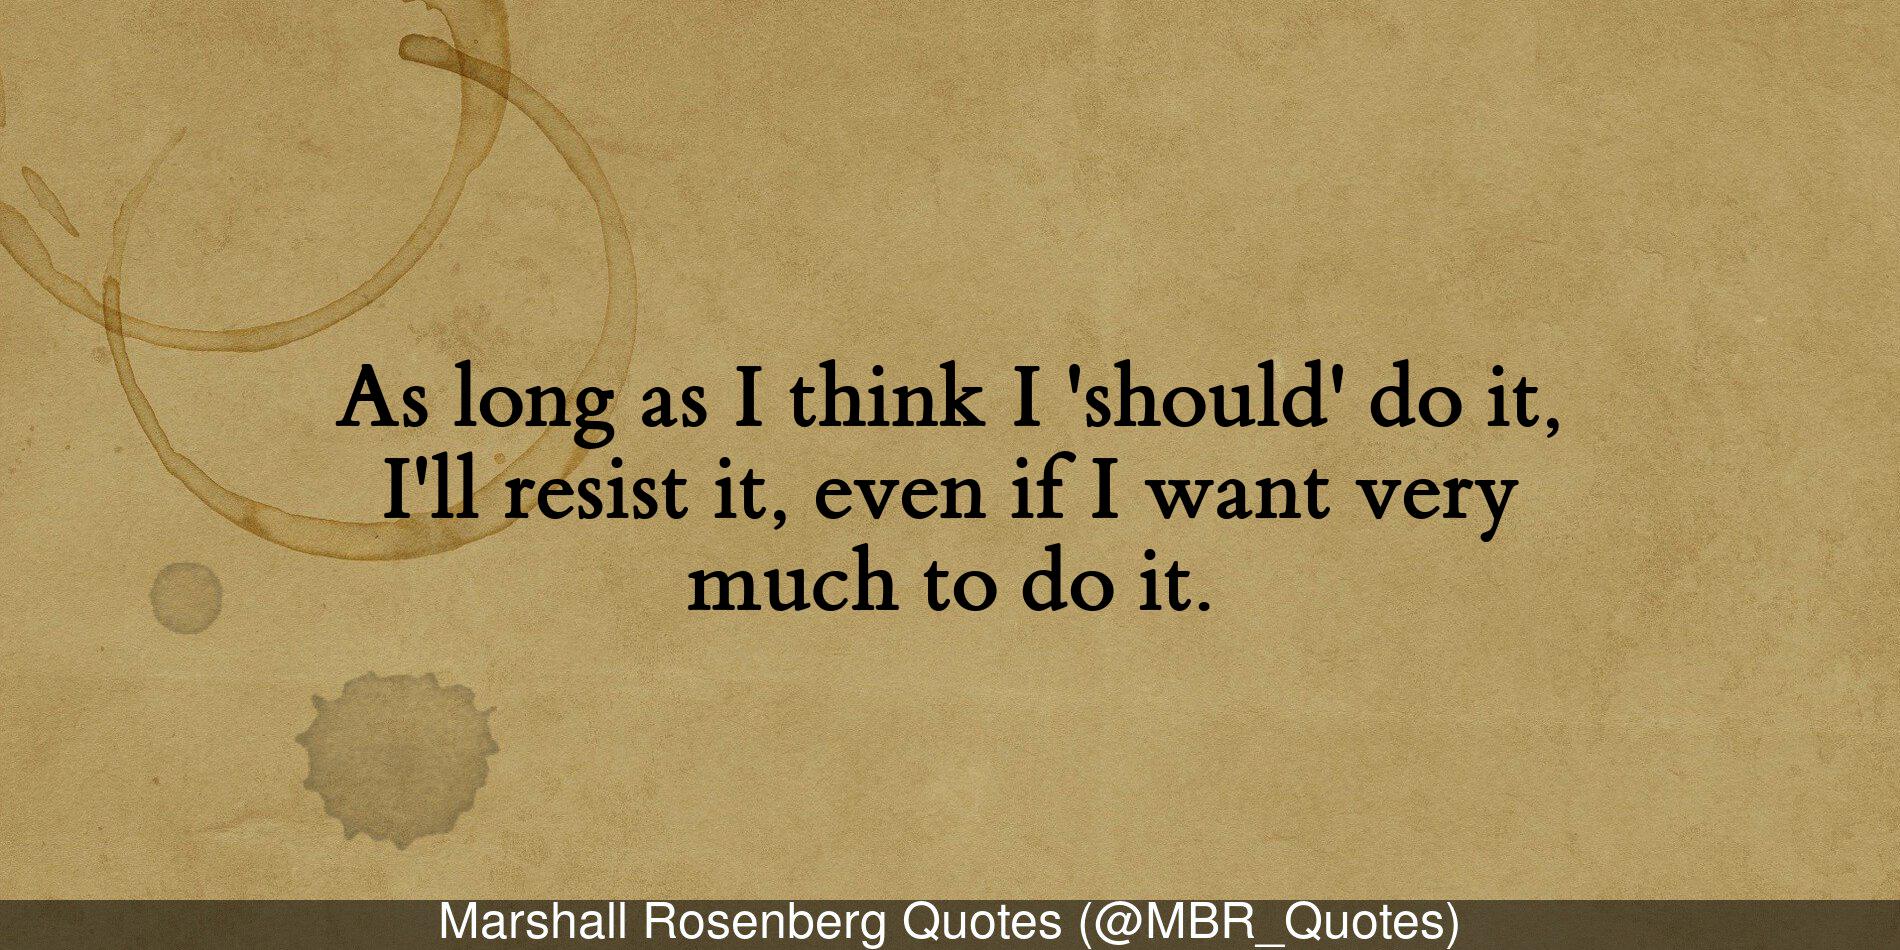 As long as I think I 'should' do it,
I'll resist it, even if I want very
much to do it.
Marshall Rosenberg Quotes (@MBR_Quotes)